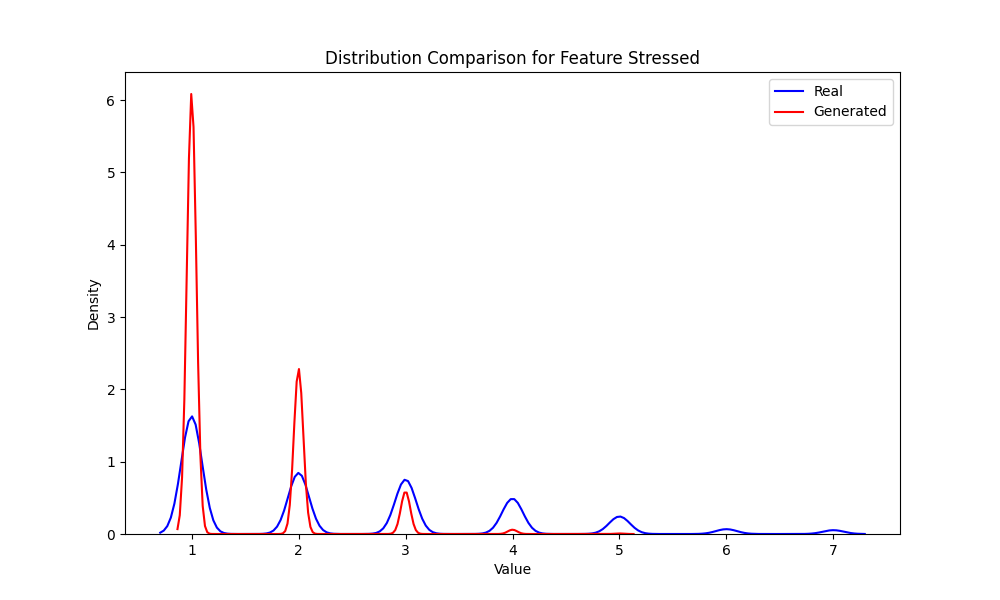 Distribution Comparison for Feature Stressed
Real
Generated
6
5
4
3
2
1
0
Density
1 2 3 4 5 6 7
Value